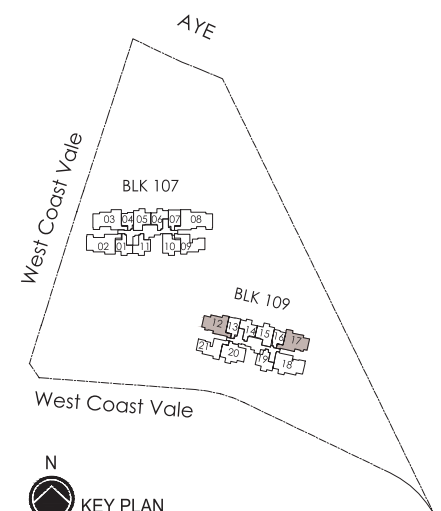 AYE
West Coast Vale
BLK 107
03 04 05 06 07 08
02 01 11 10 09
BLK 109
12 13 14 15 16 17
21 20 19 18
West Coast Vale
N
KEY PLAN